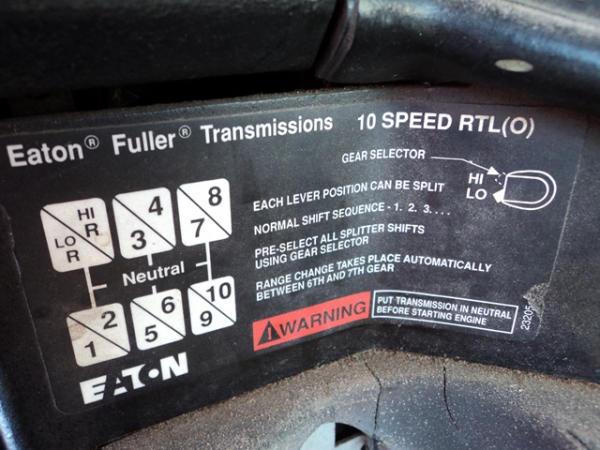 Eaton® Fuller® Transmissions 10 SPEED RTL(O)
GEAR SELECTOR
HI
LO
HI
R
LO
R
4
3
8
7
Neutral
2
1
6
5
10
9
EATON
EACH LEVER POSITION CAN BE SPLIT
NORMAL SHIFT SEQUENCE - 1. 2. 3. . . .
PRE-SELECT ALL SPLITTER SHIFTS
USING GEAR SELECTOR
RANGE CHANGE TAKES PLACE AUTOMATICALLY
BETWEEN 6TH AND 7TH GEAR
WARNING
PUT TRANSMISSION IN NEUTRAL
BEFORE STARTING ENGINE
23205